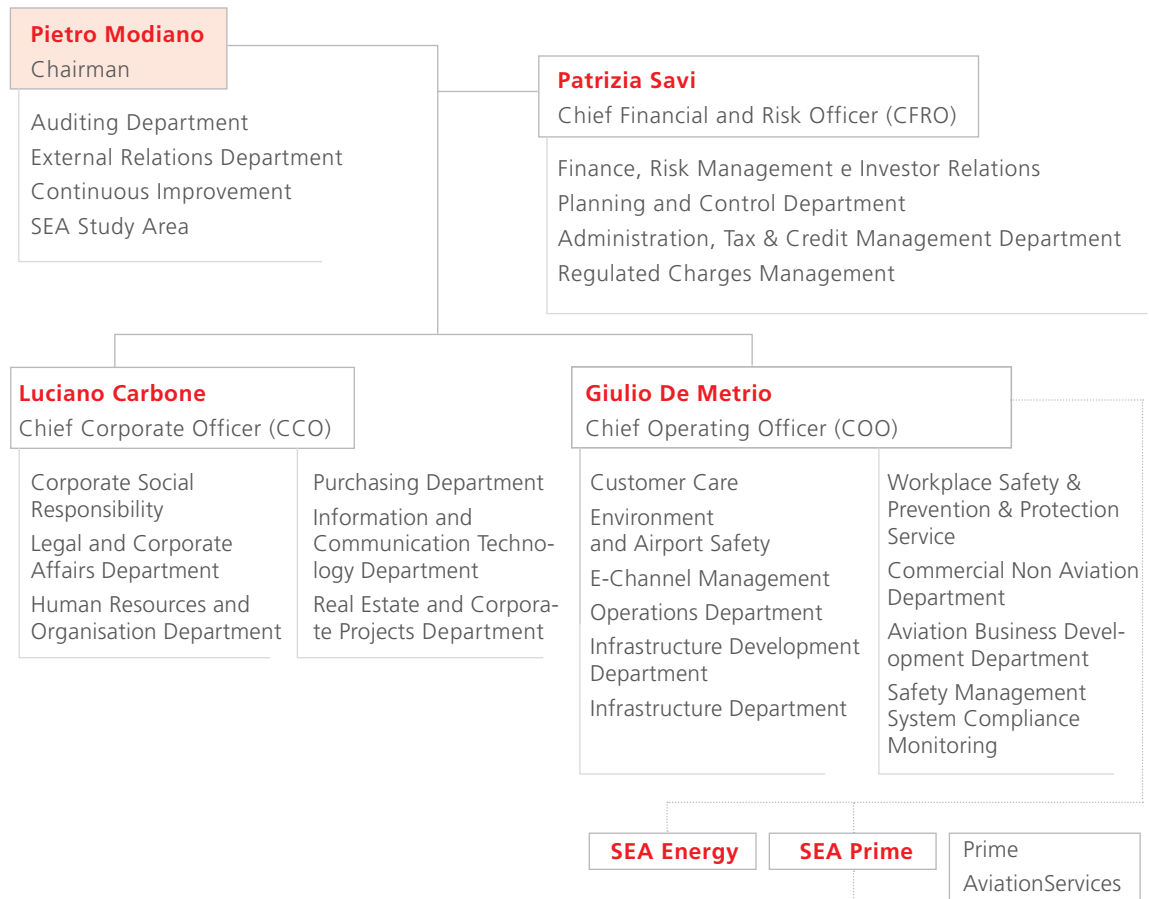 Pietro Modiano
Chairman
Auditing Department
External Relations Department
Continuous Improvement
SEA Study Area
Patrizia Savi
Chief Financial and Risk Officer (CFRO)
Finance, Risk Management e Investor Relations
Planning and Control Department
Administration, Tax & Credit Management Department
Regulated Charges Management
Luciano Carbone
Chief Corporate Officer (CCO)
Corporate Social
Responsibility
Legal and Corporate
Affairs Department
Human Resources and
Organisation Department
Purchasing Department
Information and
Communication Techno-
logy Department
Real Estate and Corpora-
te Projects Department
Giulio De Metrio
Chief Operating Officer (COO)
Customer Care
Environment
and Airport Safety
E-Channel Management
Operations Department
Infrastructure Development
Department
Infrastructure Department
Workplace Safety &
Prevention & Protection
Service
Commercial Non Aviation
Department
Aviation Business Devel-
opment Department
Safety Management
System Compliance
Monitoring
SEA Energy
SEA Prime
Prime
AviationServices